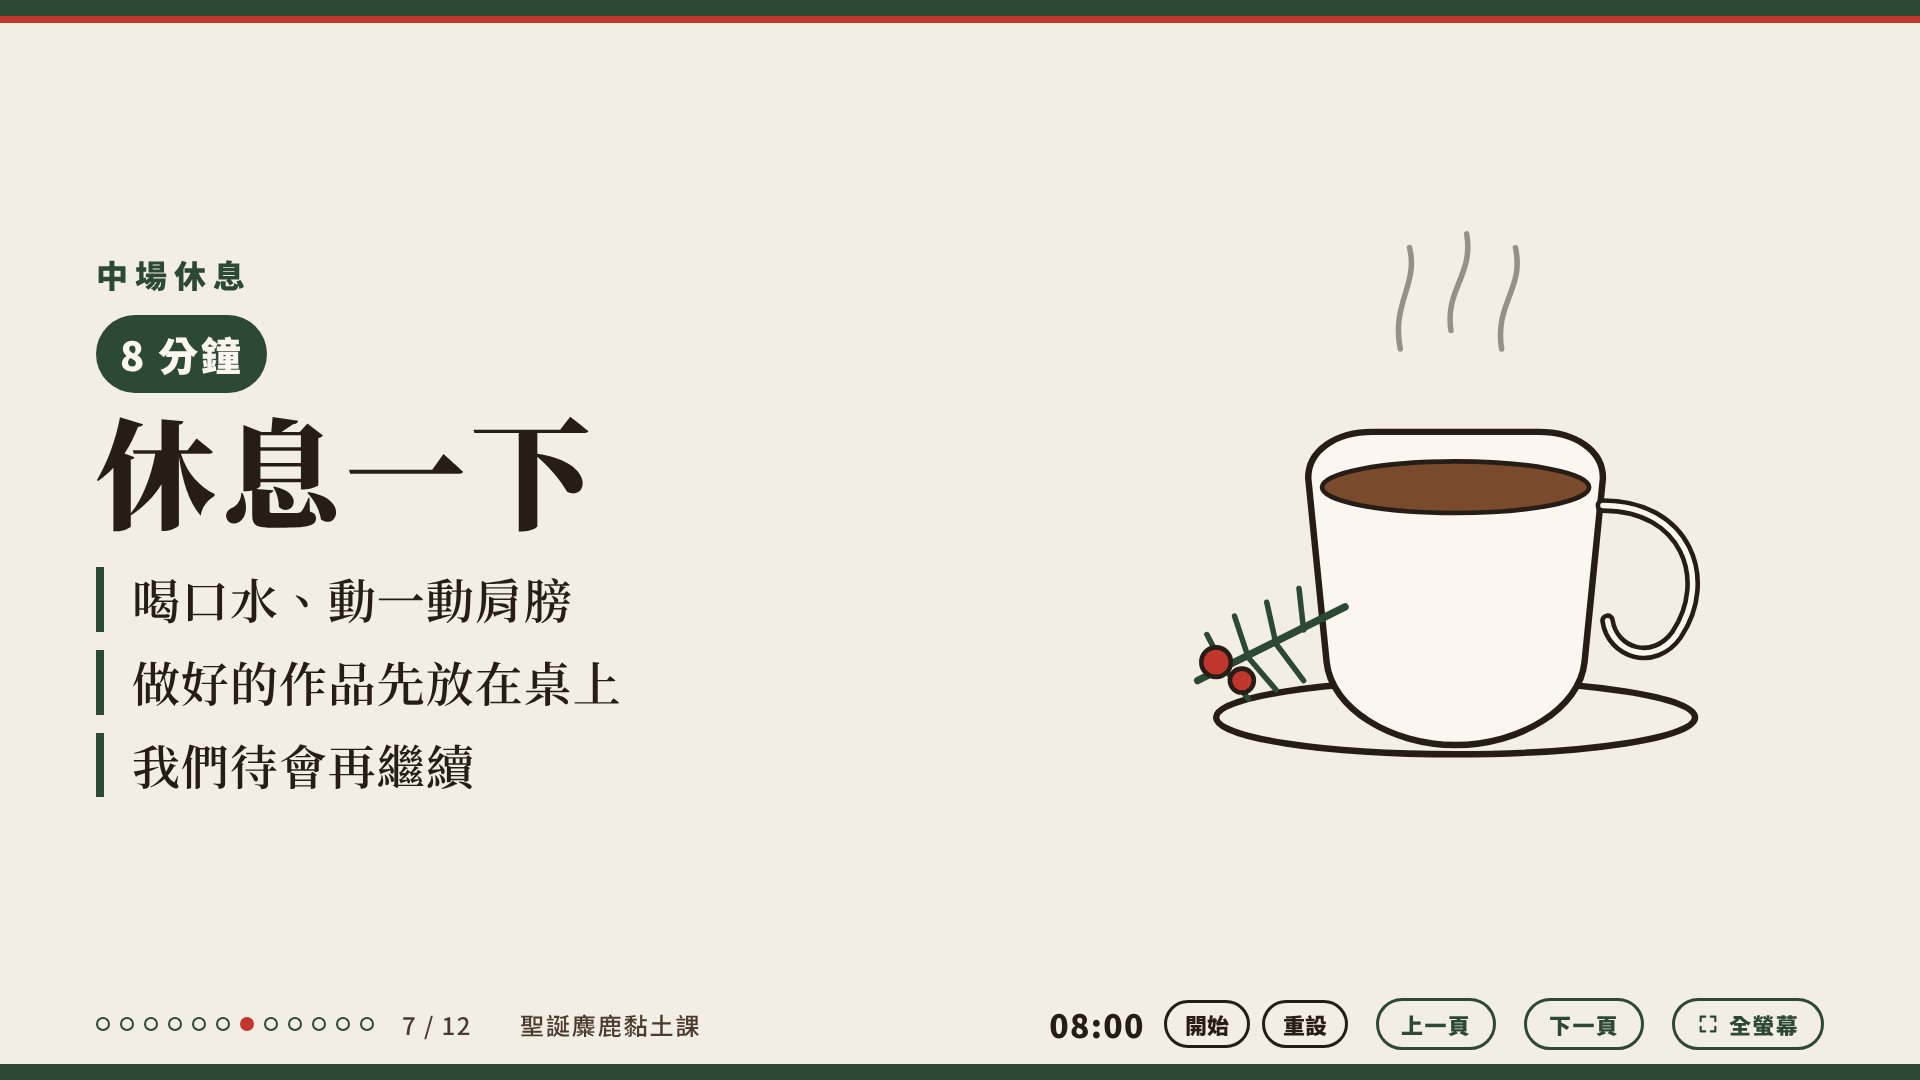 中場休息
8 分鐘
休息一下
喝口水、動一動肩膀
做好的作品先放在桌上
我們待會再繼續
7 / 12
聖誕麋鹿黏土課
08:00
開始
重設
上一頁
下一頁
全螢幕